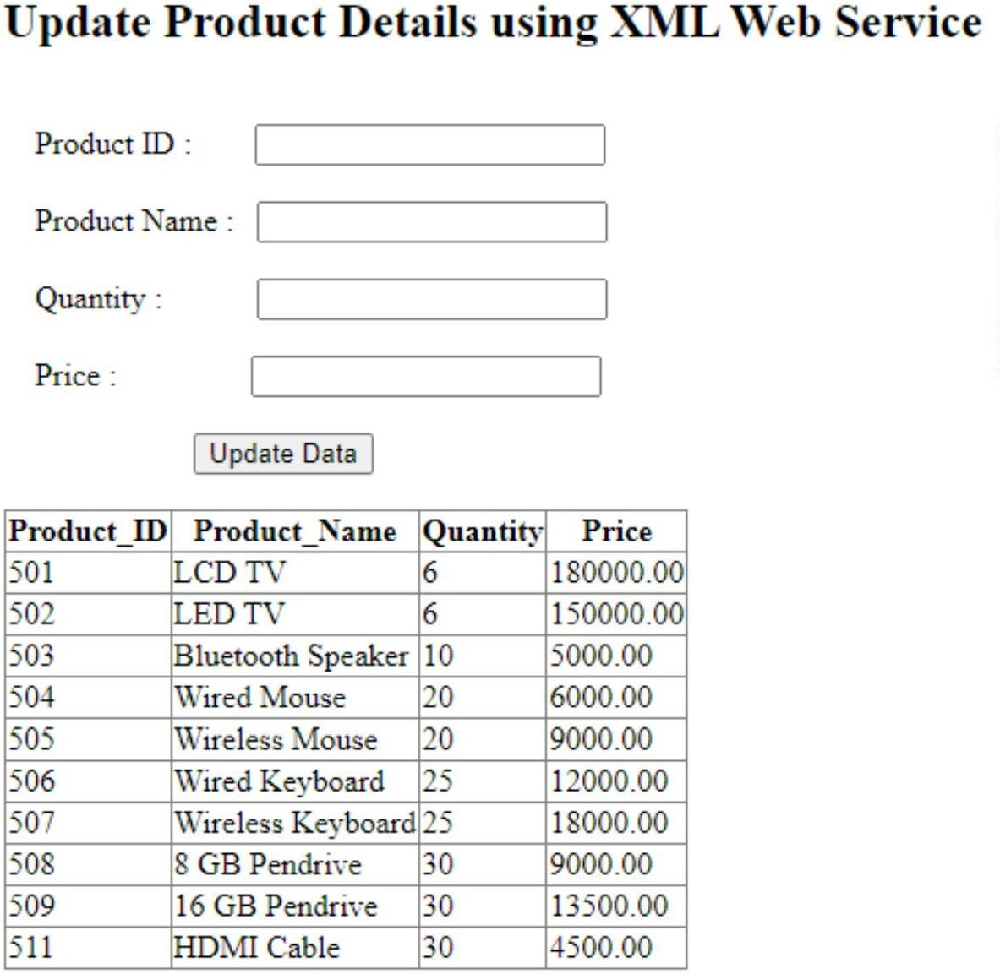 Update Product Details using XML Web Service
Product ID :
Product Name :
Quantity :
Price :
Update Data
Product_ID Product_Name Quantity Price
501 LCD TV 6 180000.00
502 LED TV 6 150000.00
503 Bluetooth Speaker 10 5000.00
504 Wired Mouse 20 6000.00
505 Wireless Mouse 20 9000.00
506 Wired Keyboard 25 12000.00
507 Wireless Keyboard 25 18000.00
508 8 GB Pendrive 30 9000.00
509 16 GB Pendrive 30 13500.00
511 HDMI Cable 30 4500.00